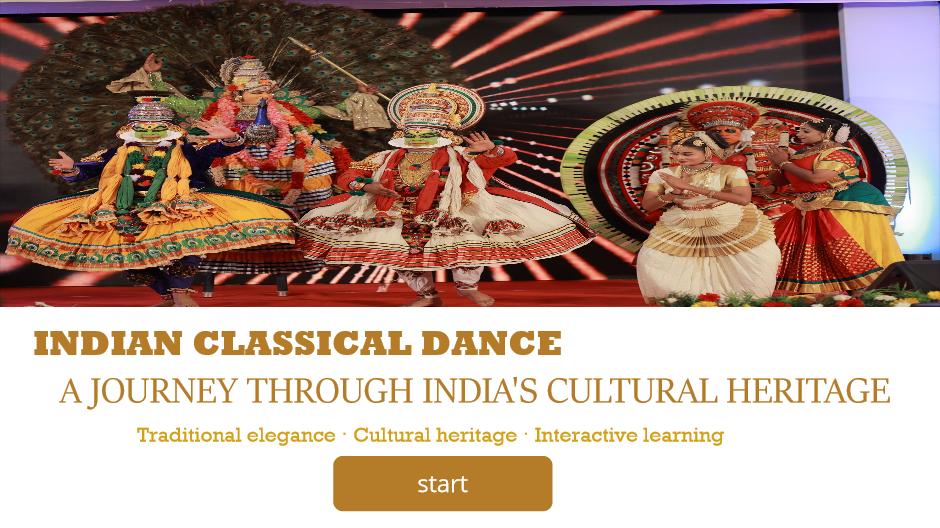 INDIAN CLASSICAL DANCE
A JOURNEY THROUGH INDIA'S CULTURAL HERITAGE
Traditional elegance · Cultural heritage · Interactive learning
start